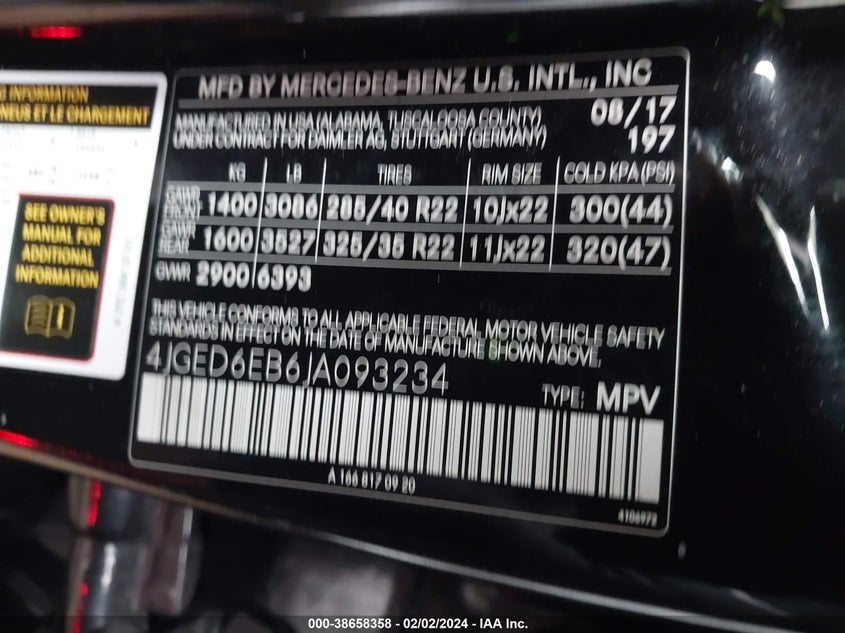 S INFORMATION
NEUS ET LE CHARGEMENT
SEE OWNER'S
MANUAL FOR
ADDITIONAL
INFORMATION
MFD BY MERCEDES-BENZ U.S. INTL., INC
MANUFACTURED IN USA (ALABAMA, TUSCALOOSA COUNTY), 08/17
UNDER CONTRACT FOR DAIMLER AG, STUTTGART (GERMANY) 197
KG LB TIRES RIM SIZE COLD KPA (PSI)
GAWR FRONT 1400 3086 285/40 R22 10Jx22 300(44)
GAWR REAR 1600 3527 325/35 R22 11Jx22 320(47)
GVWR 2900 6393
THIS VEHICLE CONFORMS TO ALL APPLICABLE FEDERAL MOTOR VEHICLE SAFETY
STANDARDS IN EFFECT ON THE DATE OF MANUFACTURE SHOWN ABOVE.
4JGED6EB6JA093234 TYPE: MPV
A 166 817 09 20
4106972
000-38658358 - 02/02/2024 - IAA Inc.